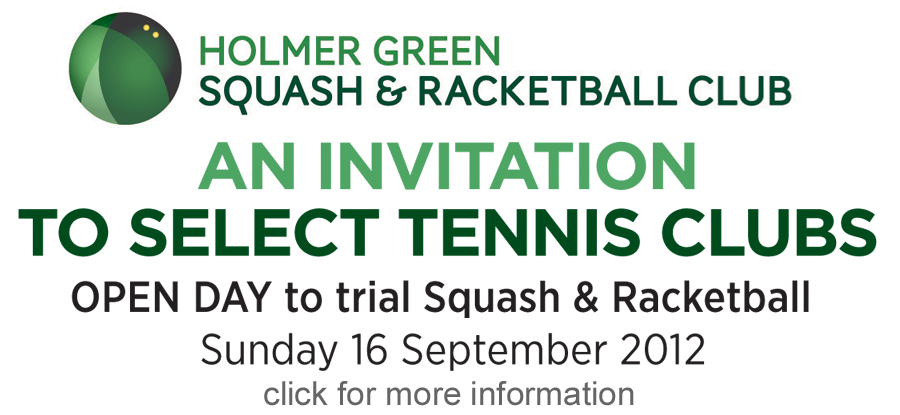 HOLMER GREEN
SQUASH & RACKETBALL CLUB
AN INVITATION
TO SELECT TENNIS CLUBS
OPEN DAY to trial Squash & Racketball
Sunday 16 September 2012
click for more information